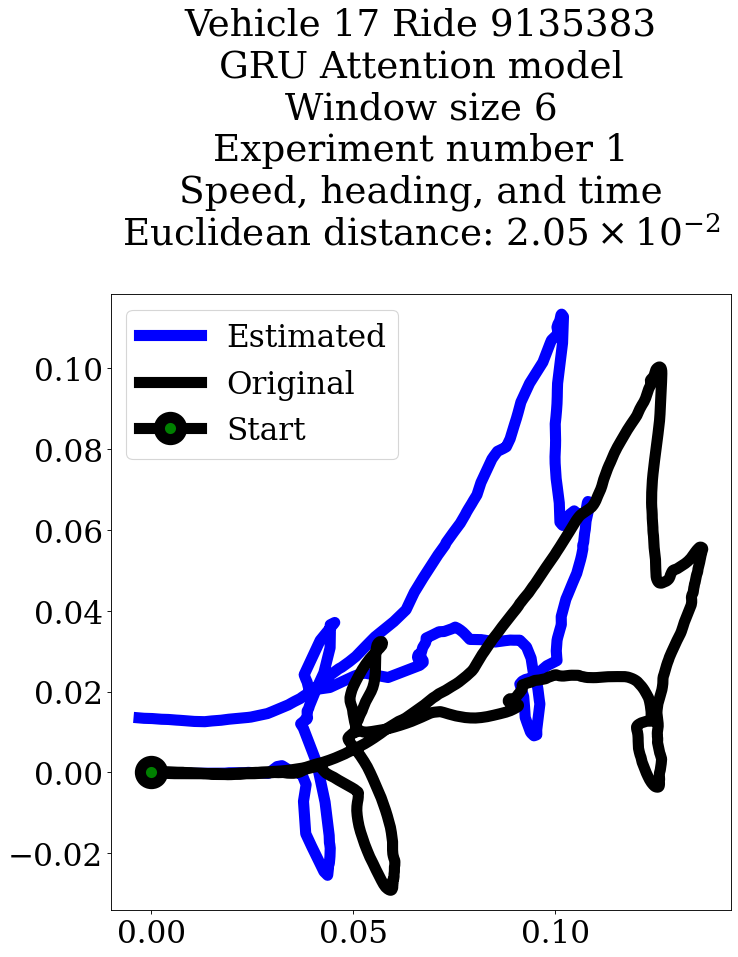 Vehicle 17 Ride 9135383
GRU Attention model
Window size 6
Experiment number 1
Speed, heading, and time
Euclidean distance: 2.05 × 10⁻²
Estimated
Original
Start
0.10
0.08
0.06
0.04
0.02
0.00
−0.02
0.00 0.05 0.10